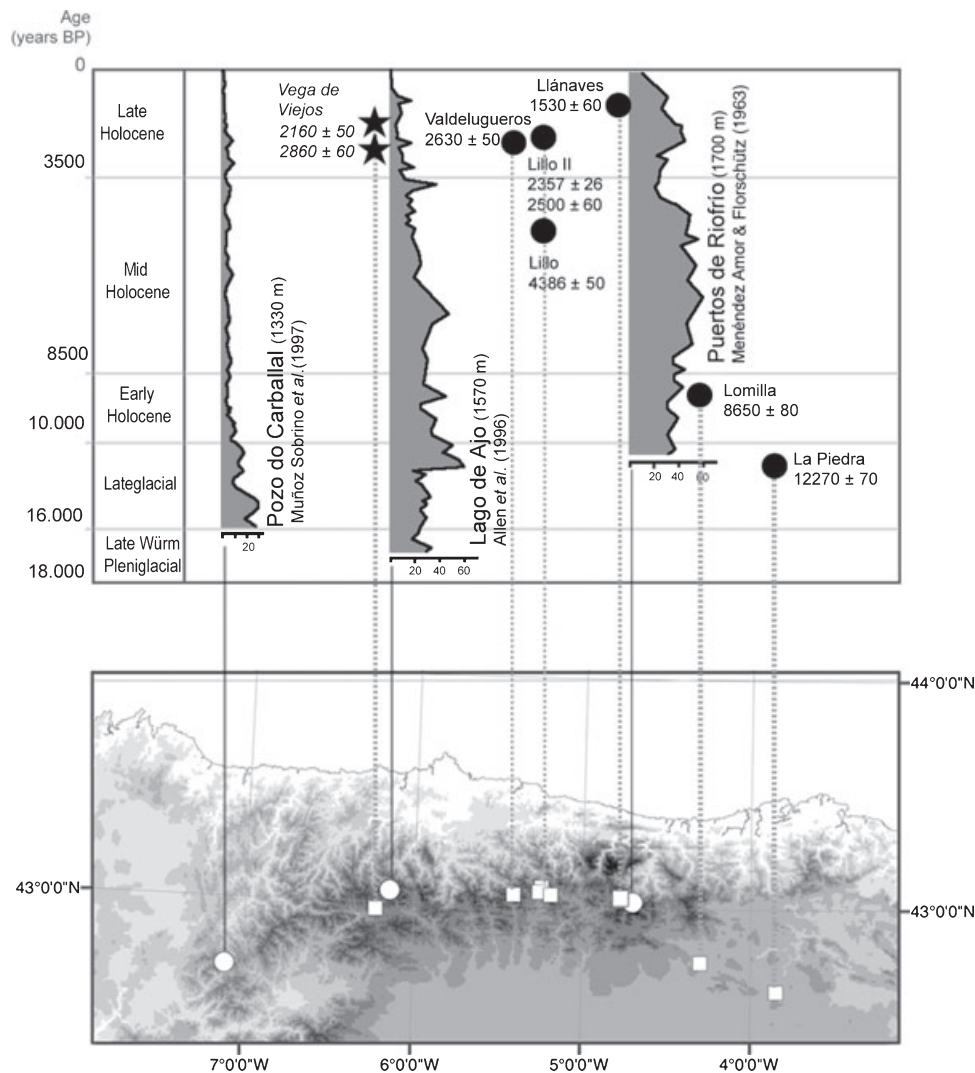 Age
(years BP)
0
Late
Holocene
3500
Mid
Holocene
8500
Early
Holocene
10.000
Lateglacial
16.000
Late Würm
Pleniglacial
18.000
20
Pozo do Carballal (1330 m)
Muñoz Sobrino et al.(1997)
Vega de
Viejos
2160 ± 50
2860 ± 60
20 40 60
Lago de Ajo (1570 m)
Allen et al. (1996)
Valdelugueros
2630 ± 50
Lillo II
2357 ± 26
2500 ± 60
Lillo
4386 ± 50
Llánaves
1530 ± 60
20 40 60
Puertos de Riofrío (1700 m)
Menéndez Amor & Florschütz (1963)
Lomilla
8650 ± 80
La Piedra
12270 ± 70
44°0'0"N
43°0'0"N
43°0'0"N
7°0'0"W 6°0'0"W 5°0'0"W 4°0'0"W